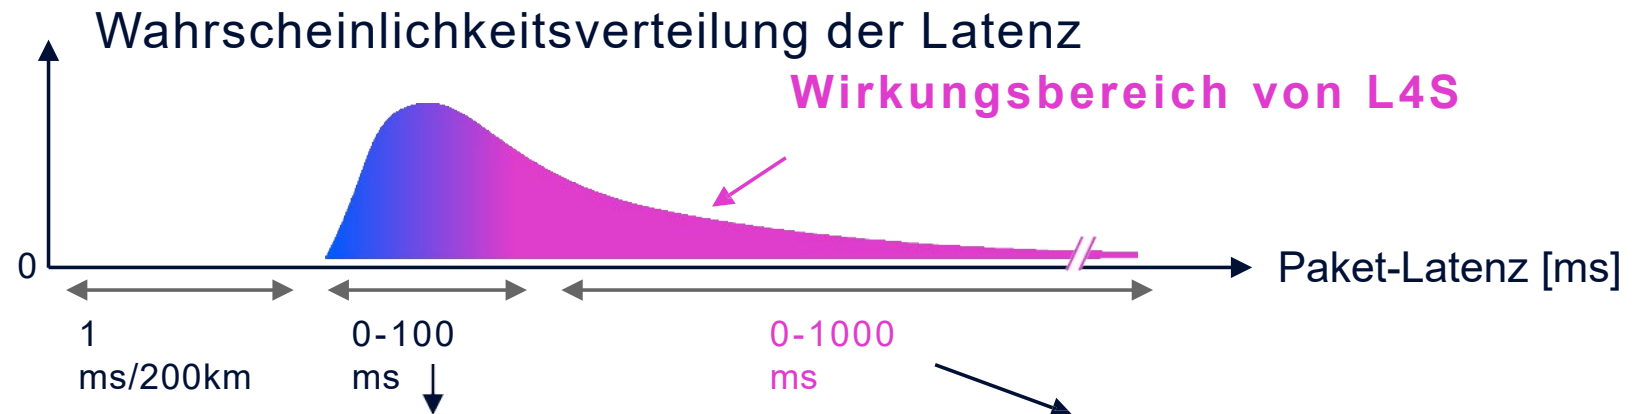 Wahrscheinlichkeitsverteilung der Latenz
Wirkungsbereich von L4S
0
Paket-Latenz [ms]
1
ms/200km
0-100
ms
0-1000
ms